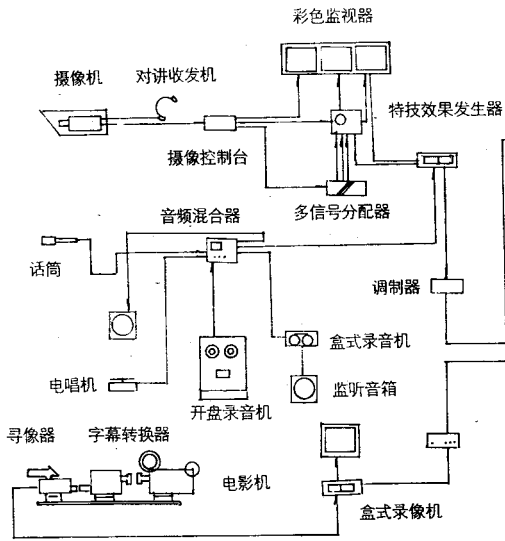 彩色监视器
摄像机
对讲收发机
特技效果发生器
摄像控制台
多信号分配器
音频混合器
话筒
调制器
盒式录音机
电唱机
监听音箱
开盘录音机
寻像器
字幕转换器
电影机
盒式录像机